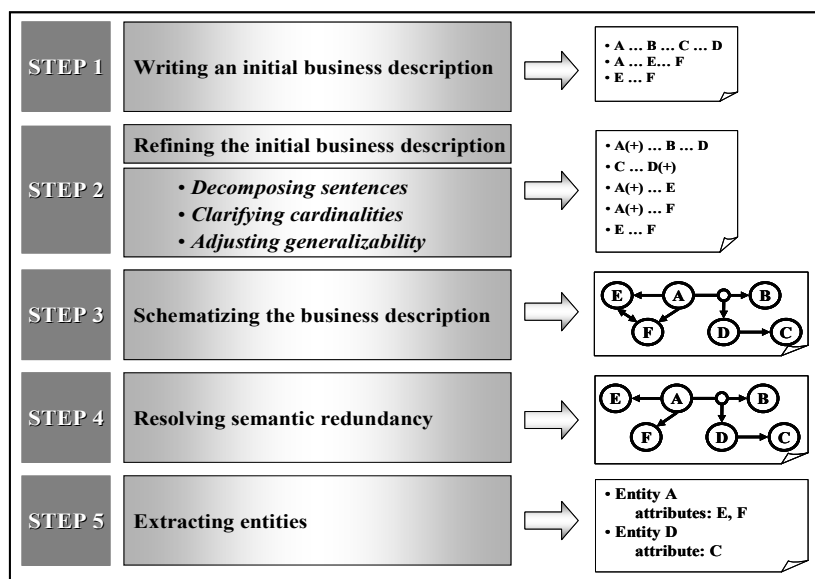 STEP 1
Writing an initial business description
• A ... B ... C ... D
• A ... E... F
• E ... F
STEP 2
Refining the initial business description
• Decomposing sentences
• Clarifying cardinalities
• Adjusting generalizability
• A(+) ... B ... D
• C ... D(+)
• A(+) ... E
• A(+) ... F
• E ... F
STEP 3
Schematizing the business description
E A B
F D C
STEP 4
Resolving semantic redundancy
E A B
F D C
STEP 5
Extracting entities
• Entity A
attributes: E, F
• Entity D
attribute: C